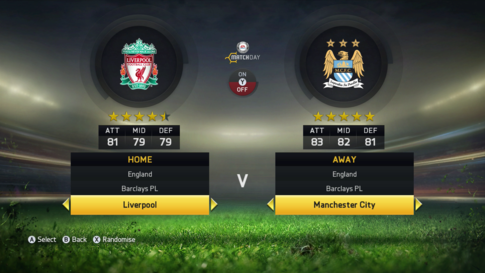 MATCHDAY
ON
Y
OFF
ATT MID DEF
81 79 79
ATT MID DEF
83 82 81
HOME
England
Barclays PL
Liverpool
V
AWAY
England
Barclays PL
Manchester City
A Select B Back X Randomise